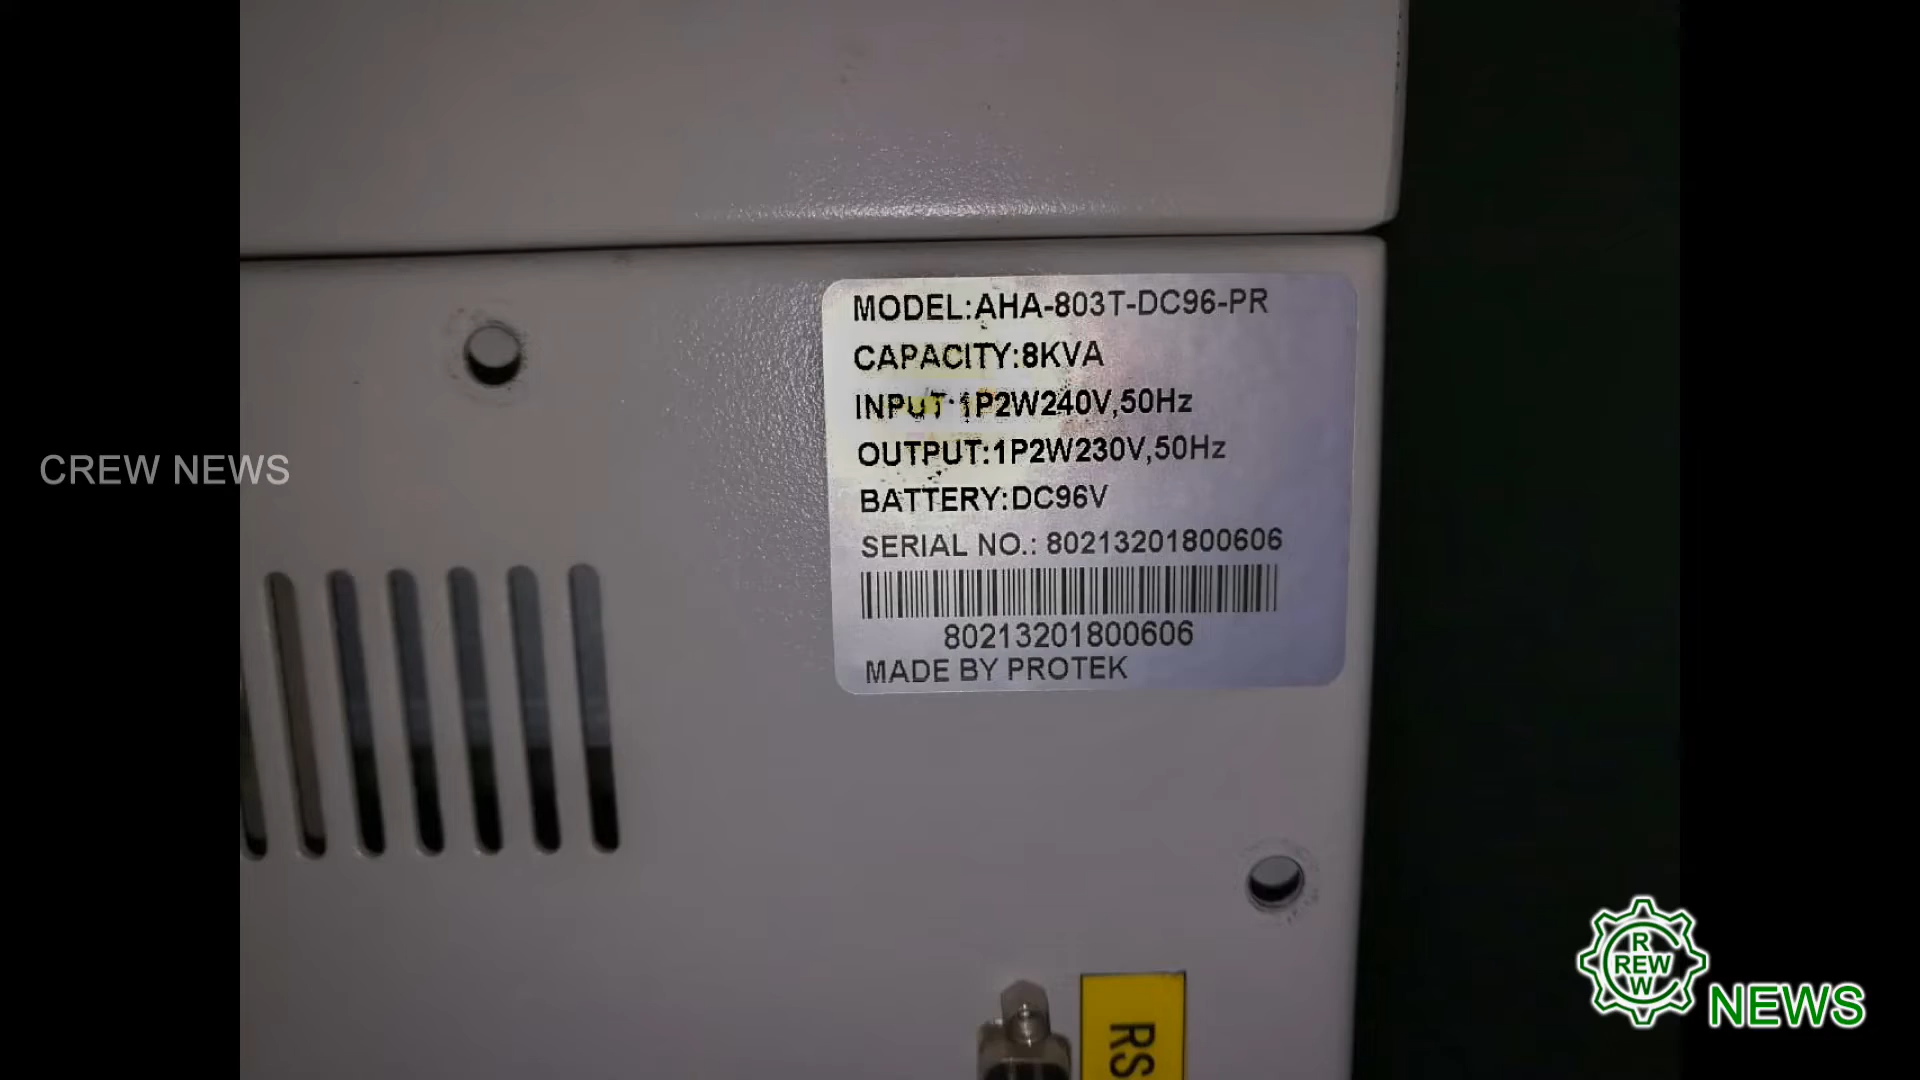 MODEL:AHA-803T-DC96-PR
CAPACITY:8KVA
INPUT:1P2W240V,50Hz
OUTPUT:1P2W230V,50Hz
BATTERY:DC96V
SERIAL NO.: 80213201800606
80213201800606
MADE BY PROTEK
CREW NEWS
RS
R
REW
W
NEWS